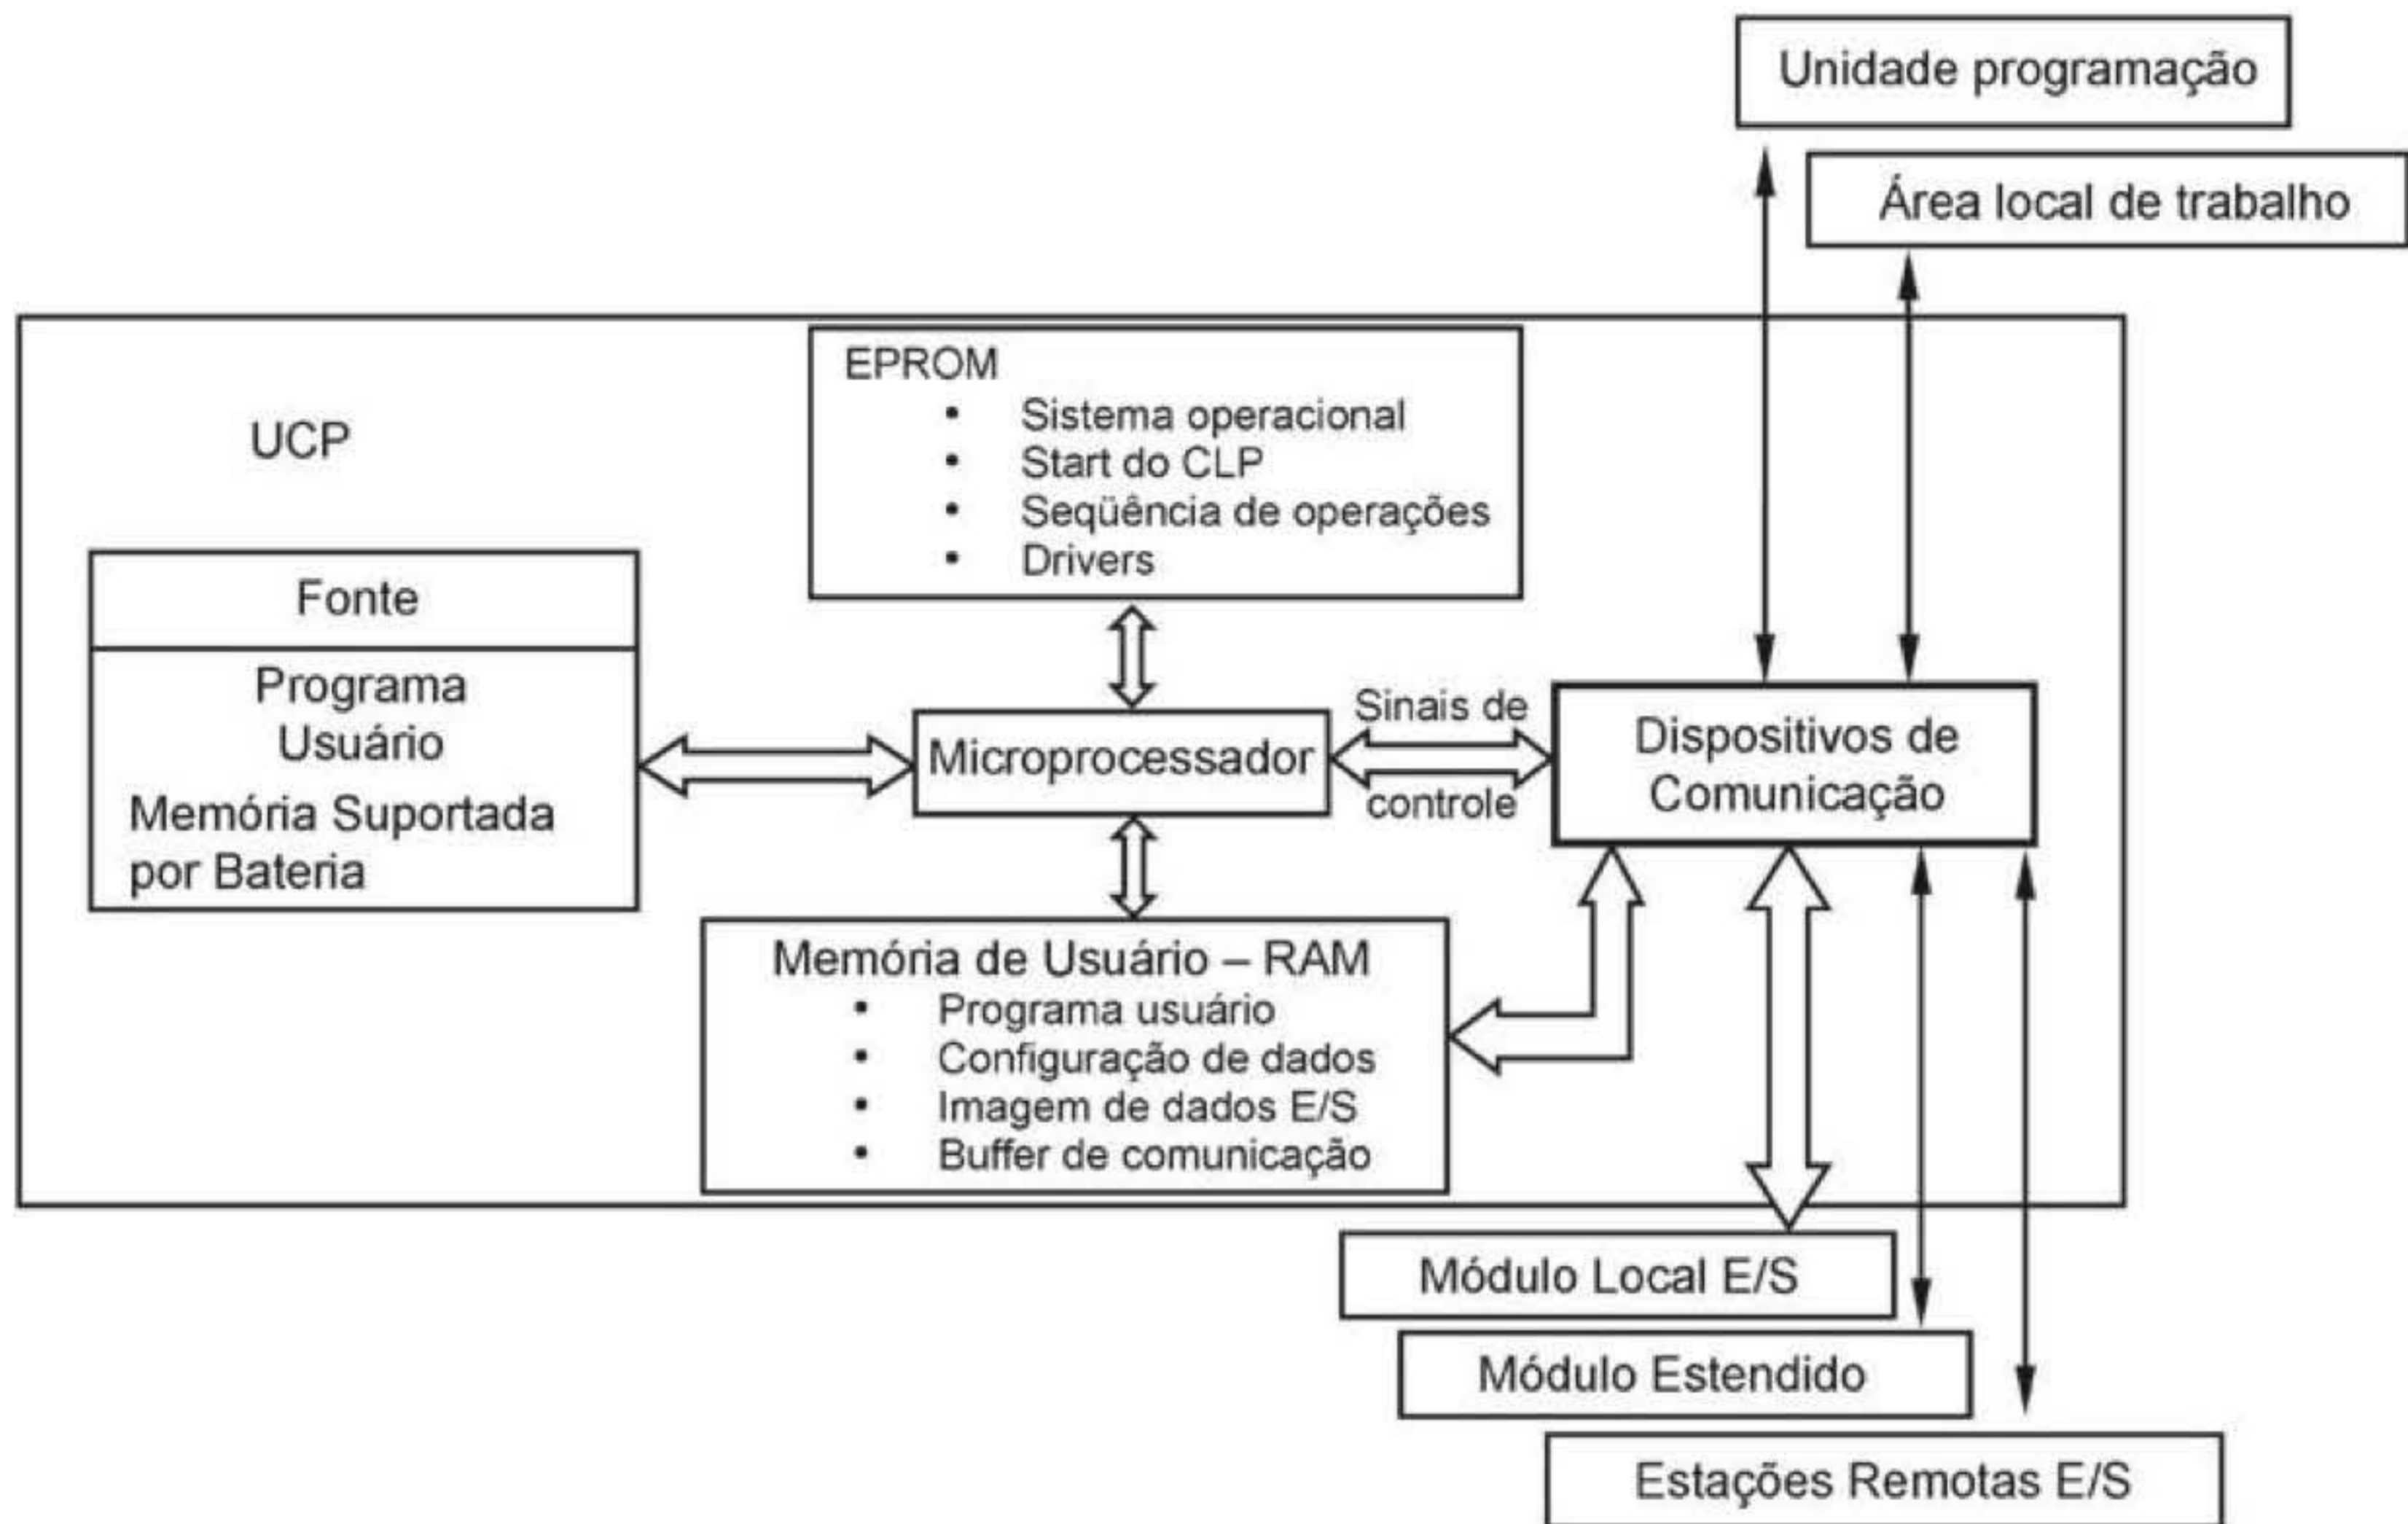 Unidade programação
Área local de trabalho
UCP
EPROM
• Sistema operacional
• Start do CLP
• Seqüência de operações
• Drivers
Fonte
Programa
Usuário
Memória Suportada
por Bateria
Microprocessador
Sinais de
controle
Dispositivos de
Comunicação
Memória de Usuário – RAM
• Programa usuário
• Configuração de dados
• Imagem de dados E/S
• Buffer de comunicação
Módulo Local E/S
Módulo Estendido
Estações Remotas E/S